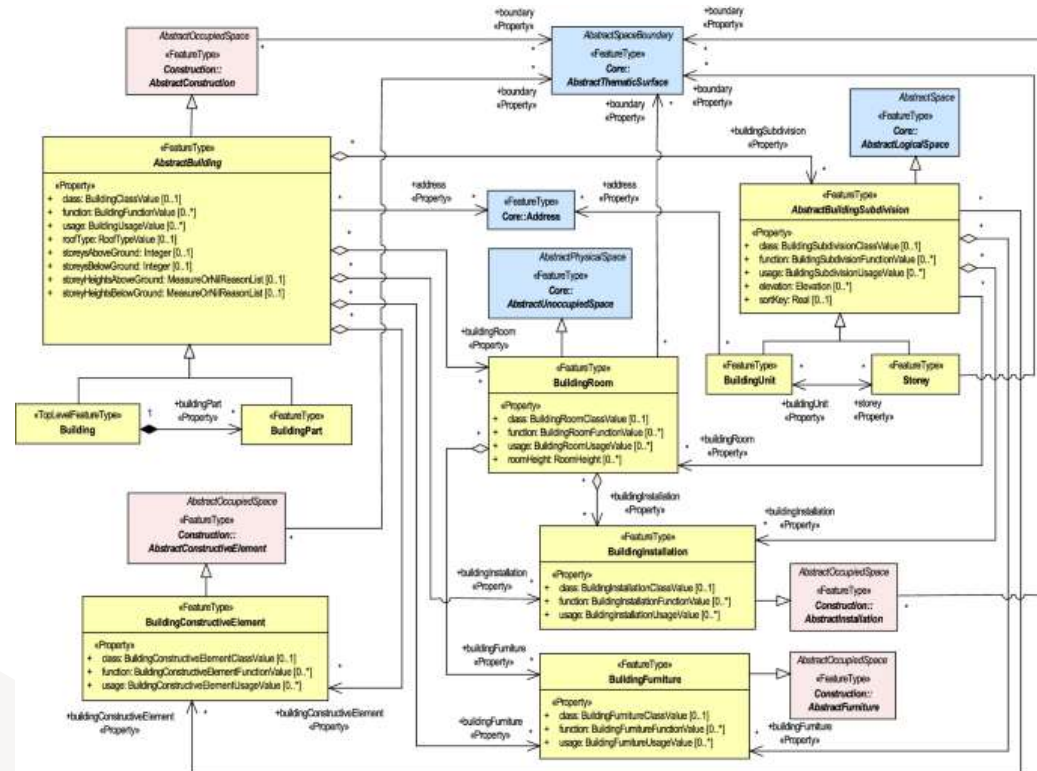 AbstractOccupiedSpace
«FeatureType»
Construction::
AbstractConstruction
+boundary
«Property»
*
*
AbstractSpaceBoundary
«FeatureType»
Core::
AbstractThematicSurface
+boundary
«Property»
*
+boundary
«Property»
*
+boundary
«Property»
*
+boundary
«Property»
*
AbstractSpace
«FeatureType»
Core::
AbstractLogicalSpace
«FeatureType»
AbstractBuilding
«Property»
+ class: BuildingClassValue [0..1]
+ function: BuildingFunctionValue [0..*]
+ usage: BuildingUsageValue [0..*]
+ roofType: RoofTypeValue [0..1]
+ storeysAboveGround: Integer [0..1]
+ storeysBelowGround: Integer [0..1]
+ storeyHeightsAboveGround: MeasureOrNilReasonList [0..1]
+ storeyHeightsBelowGround: MeasureOrNilReasonList [0..1]
+buildingSubdivision
«Property»
*
+address
«Property»
*
«FeatureType»
Core::Address
+address
«Property»
*
«FeatureType»
AbstractBuildingSubdivision
«Property»
+ class: BuildingSubdivisionClassValue [0..1]
+ function: BuildingSubdivisionFunctionValue [0..*]
+ usage: BuildingSubdivisionUsageValue [0..*]
+ elevation: Elevation [0..*]
+ sortKey: Real [0..1]
AbstractPhysicalSpace
«FeatureType»
Core::
AbstractUnoccupiedSpace
+buildingRoom
«Property»
*
«FeatureType»
BuildingUnit
«FeatureType»
Storey
+buildingUnit
«Property»
+storey
«Property»
«TopLevelFeatureType»
Building
1
+buildingPart
«Property»
*
«FeatureType»
BuildingPart
«FeatureType»
BuildingRoom
«Property»
+ class: BuildingRoomClassValue [0..1]
+ function: BuildingRoomFunctionValue [0..*]
+ usage: BuildingRoomUsageValue [0..*]
+ roomHeight: RoomHeight [0..*]
+buildingRoom
«Property»
*
AbstractOccupiedSpace
«FeatureType»
Construction::
AbstractConstructiveElement
*
+buildingInstallation
«Property»
*
+buildingInstallation
«Property»
*
«FeatureType»
BuildingInstallation
«Property»
+ class: BuildingInstallationClassValue [0..1]
+ function: BuildingInstallationFunctionValue [0..*]
+ usage: BuildingInstallationUsageValue [0..*]
+buildingInstallation
«Property»
*
AbstractOccupiedSpace
«FeatureType»
Construction::
AbstractInstallation
*
«FeatureType»
BuildingConstructiveElement
«Property»
+ class: BuildingConstructiveElementClassValue [0..1]
+ function: BuildingConstructiveElementFunctionValue [0..*]
+ usage: BuildingConstructiveElementUsageValue [0..*]
+buildingConstructiveElement
«Property»
*
+buildingConstructiveElement
«Property»
*
+buildingFurniture
«Property»
*
«FeatureType»
BuildingFurniture
«Property»
+ class: BuildingFurnitureClassValue [0..1]
+ function: BuildingFurnitureFunctionValue [0..*]
+ usage: BuildingFurnitureUsageValue [0..*]
AbstractOccupiedSpace
«FeatureType»
Construction::
AbstractFurniture
+buildingFurniture
«Property»
*
+buildingFurniture
«Property»
*